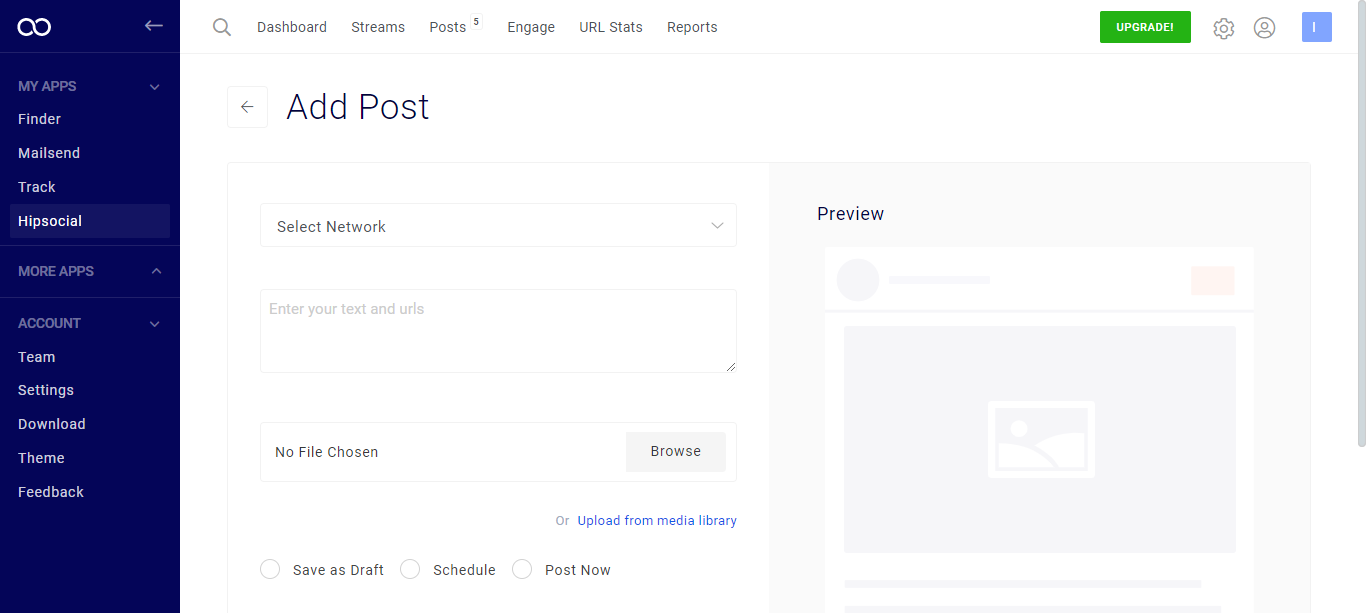 Dashboard Streams Posts 5 Engage URL Stats Reports UPGRADE! I
MY APPS
Finder
Mailsend
Track
Hipsocial
MORE APPS
ACCOUNT
Team
Settings
Download
Theme
Feedback
Add Post
Select Network
Enter your text and urls
No File Chosen Browse
Or Upload from media library
Save as Draft Schedule Post Now
Preview